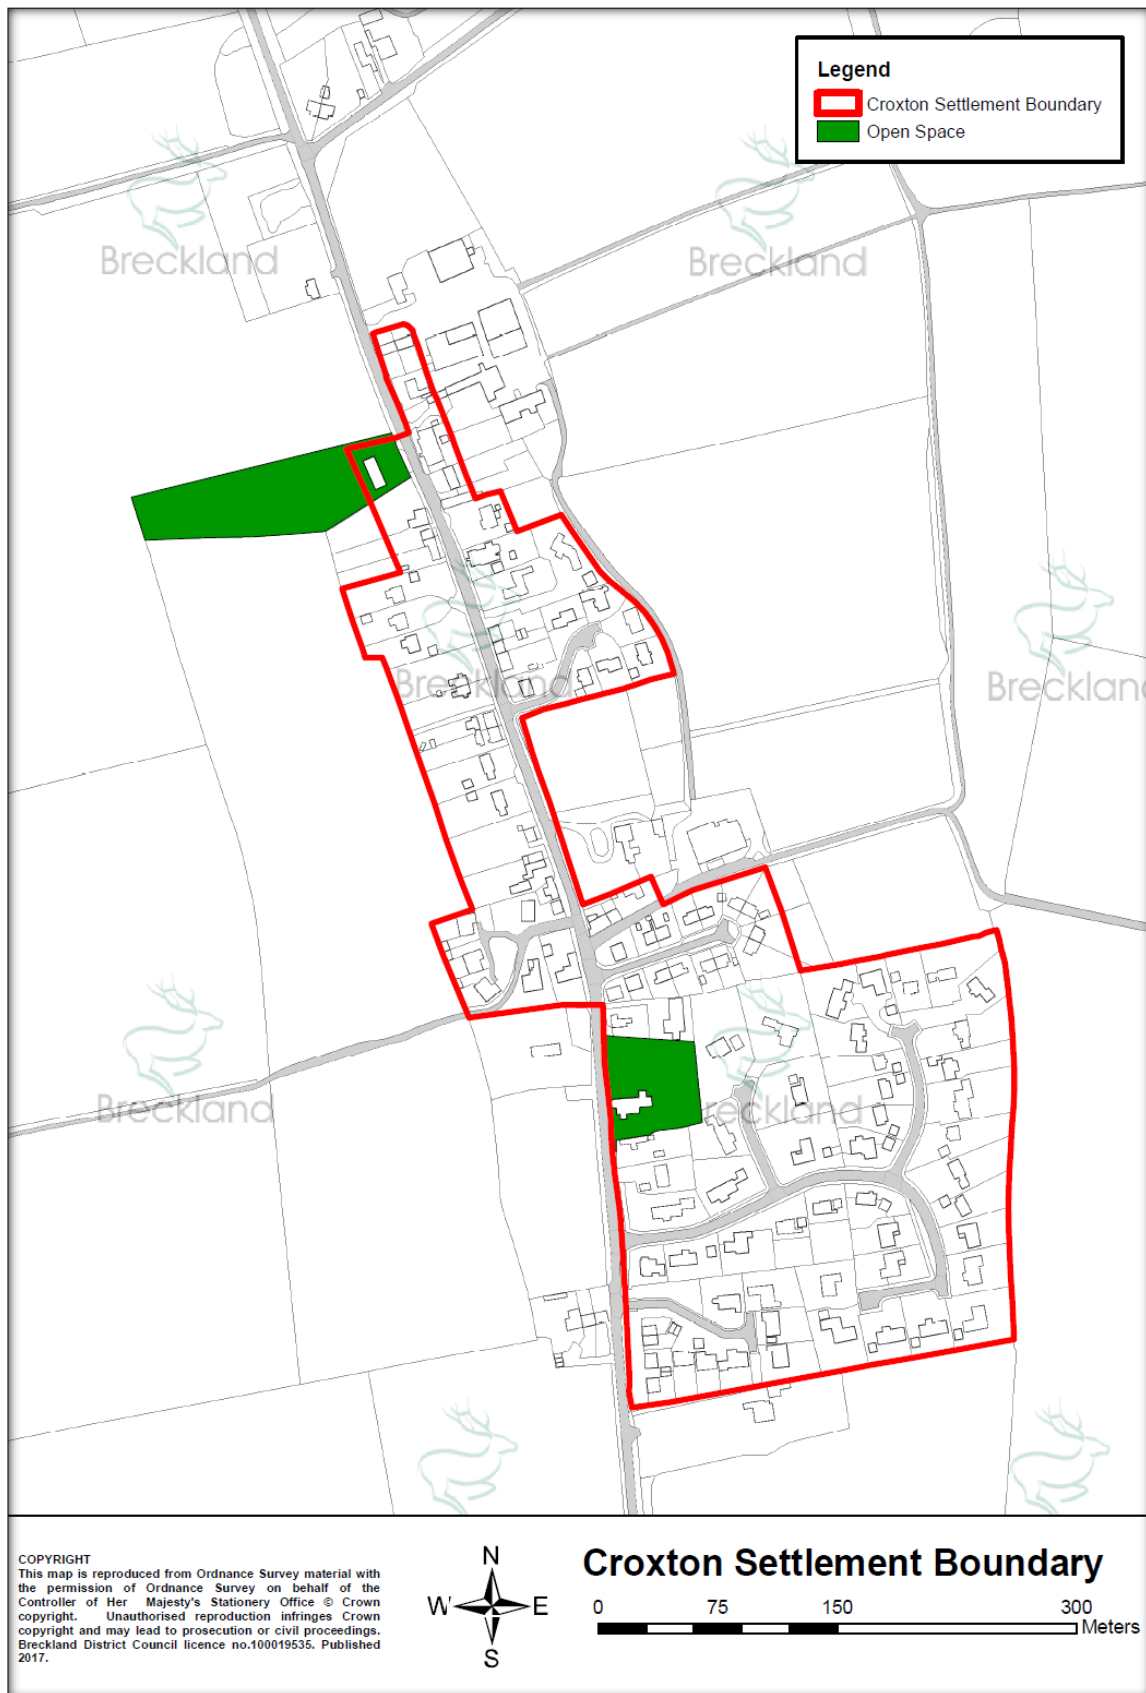 Legend
Croxton Settlement Boundary
Open Space
Breckland
Breckland
Breckland
Breckland
Breckland
Breckland
COPYRIGHT
This map is reproduced from Ordnance Survey material with
the permission of Ordnance Survey on behalf of the
Controller of Her Majesty's Stationery Office © Crown
copyright. Unauthorised reproduction infringes Crown
copyright and may lead to prosecution or civil proceedings.
Breckland District Council licence no.100019535. Published
2017.
N
W E
S
Croxton Settlement Boundary
0 75 150 300
Meters